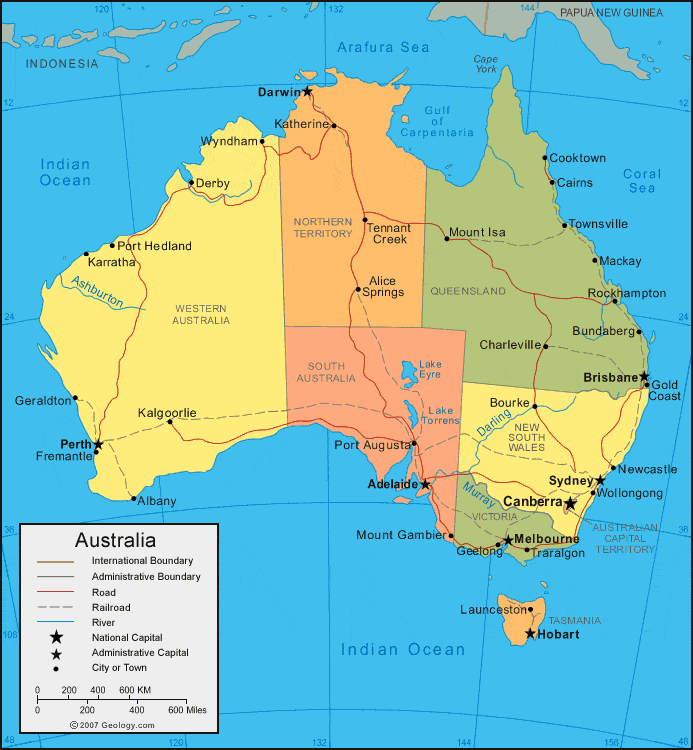 132
144
PAPUA NEW GUINEA
INDONESIA
120
Arafura Sea
Cape
York
Darwin
12
12
Gulf
of
Carpentaria
Katherine
Wyndham
Cooktown
Indian
Ocean
Derby
Cairns
Coral
Sea
NORTHERN
TERRITORY
Tennant
Creek
Mount Isa
Townsville
Port Hedland
Karratha
Mackay
Ashburton
Alice
Springs
QUEENSLAND
Rockhampton
WESTERN
AUSTRALIA
24
24
Bundaberg
Charleville
SOUTH
AUSTRALIA
Lake
Eyre
Brisbane
Gold
Coast
Geraldton
Kalgoorlie
Lake
Torrens
Bourke
Darling
NEW
SOUTH
WALES
Perth
Fremantle
Port Augusta
Newcastle
Adelaide
Sydney
Wollongong
Murray
Canberra
Albany
VICTORIA
AUSTRALIAN
CAPITAL
TERRITORY
36
36
Mount Gambier
Melbourne
Geelong
Traralgon
48
48
Australia
International Boundary
Administrative Boundary
Road
Railroad
River
National Capital
Administrative Capital
City or Town
0 200 400 600 KM
0 200 400 600 Miles
© 2007 Geology.com
Launceston
TASMANIA
Hobart
108
Indian Ocean
120
132
144
156